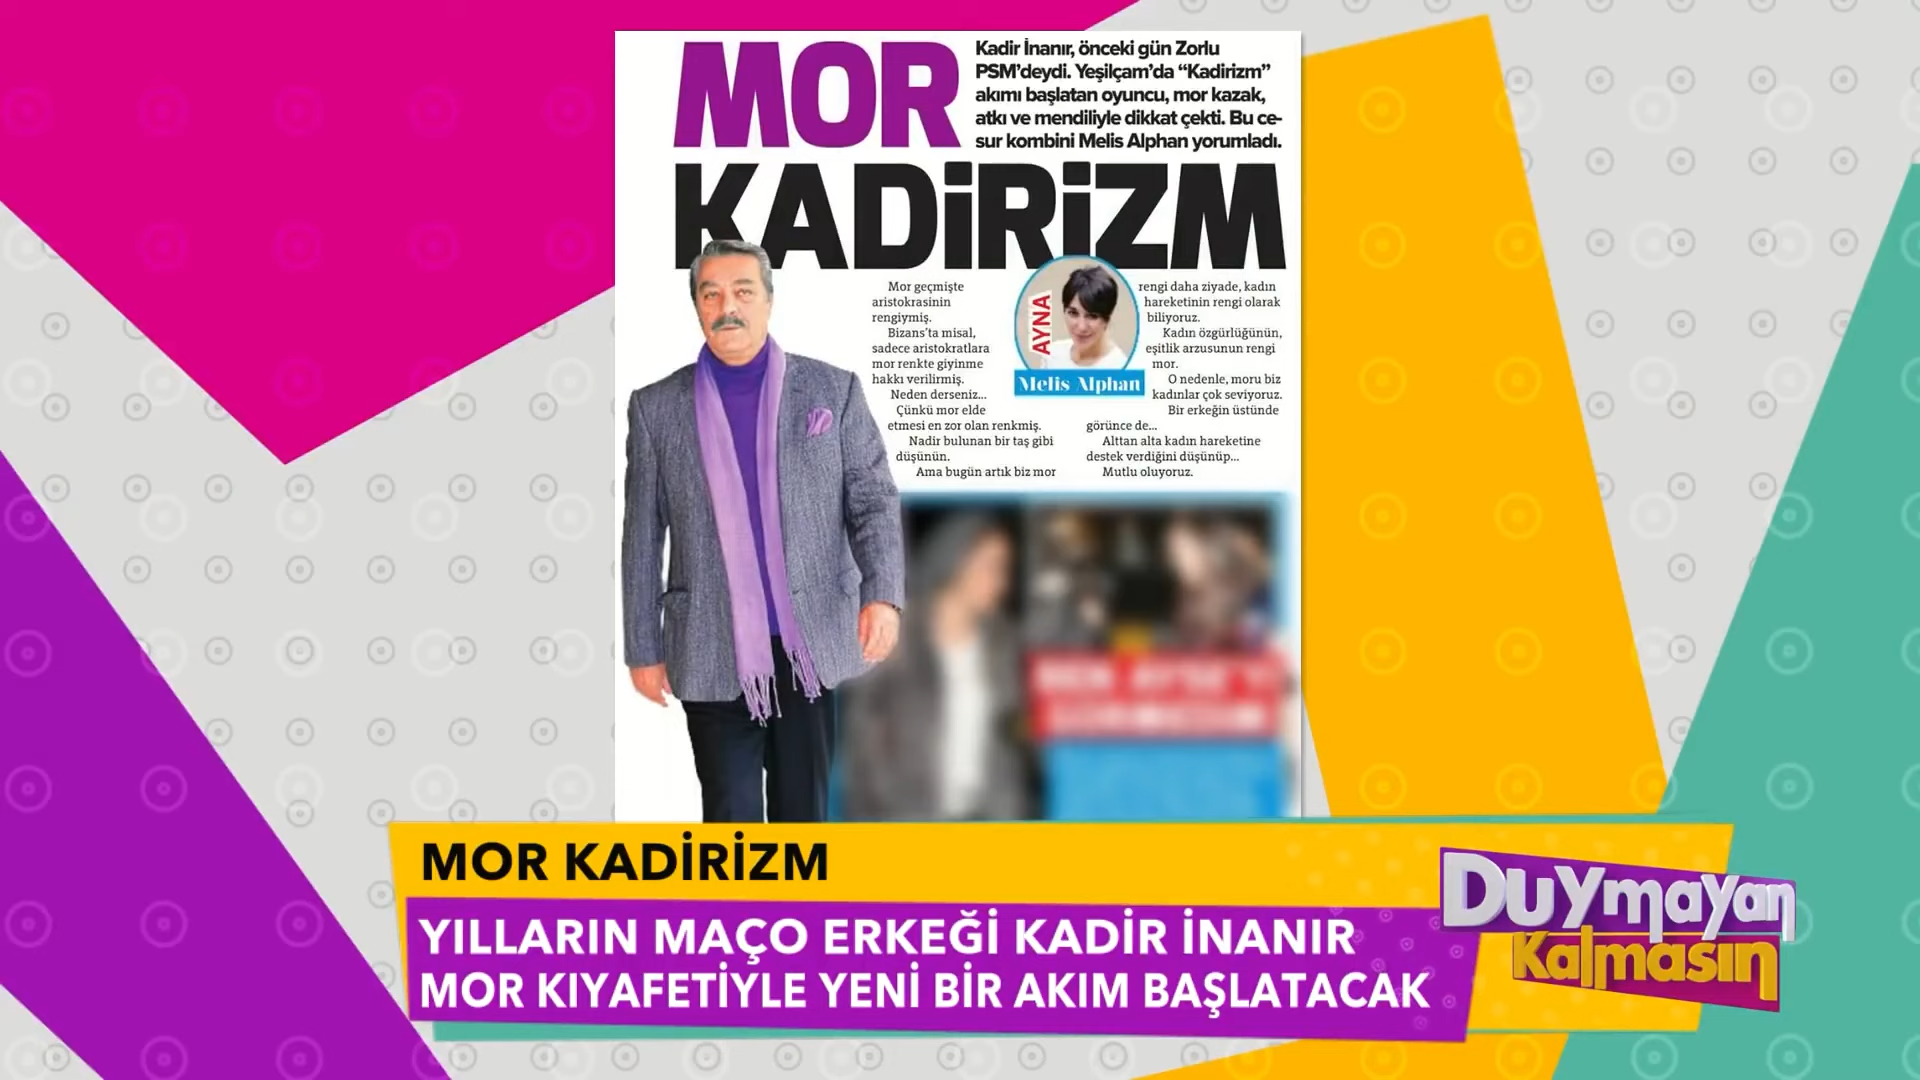 MOR
Kadir İnanır, önceki gün Zorlu
PSM'deydi. Yeşilçam'da “Kadirizm”
akımı başlatan oyuncu, mor kazak,
atkı ve mendiliyle dikkat çekti. Bu ce-
sur kombini Melis Alphan yorumladı.
KADİRİZM
Mor geçmişte
aristokrasinin
rengiymiş.
Bizans'ta misal,
sadece aristokratlara
mor renkte giyinme
hakkı verilirmiş.
Neden derseniz...
Çünkü mor elde
etmesi en zor olan renkmiş.
Nadir bulunan bir taş gibi
düşünün.
Ama bugün artık biz mor
AYNA
Melis Alphan
rengi daha ziyade, kadın
hareketinin rengi olarak
biliyoruz.
Kadın özgürlüğünün,
eşitlik arzusunun rengi
mor.
O nedenle, moru biz
kadınlar çok seviyoruz.
Bir erkeğin üstünde
görünce de...
Alttan alta kadın hareketine
destek verdiğini düşünüp...
Mutlu oluyoruz.
MOR KADİRİZM
YILLARIN MAÇO ERKEĞİ KADİR İNANIR
MOR KIYAFETİYLE YENİ BİR AKIM BAŞLATACAK
Duymayan
Kalmasın